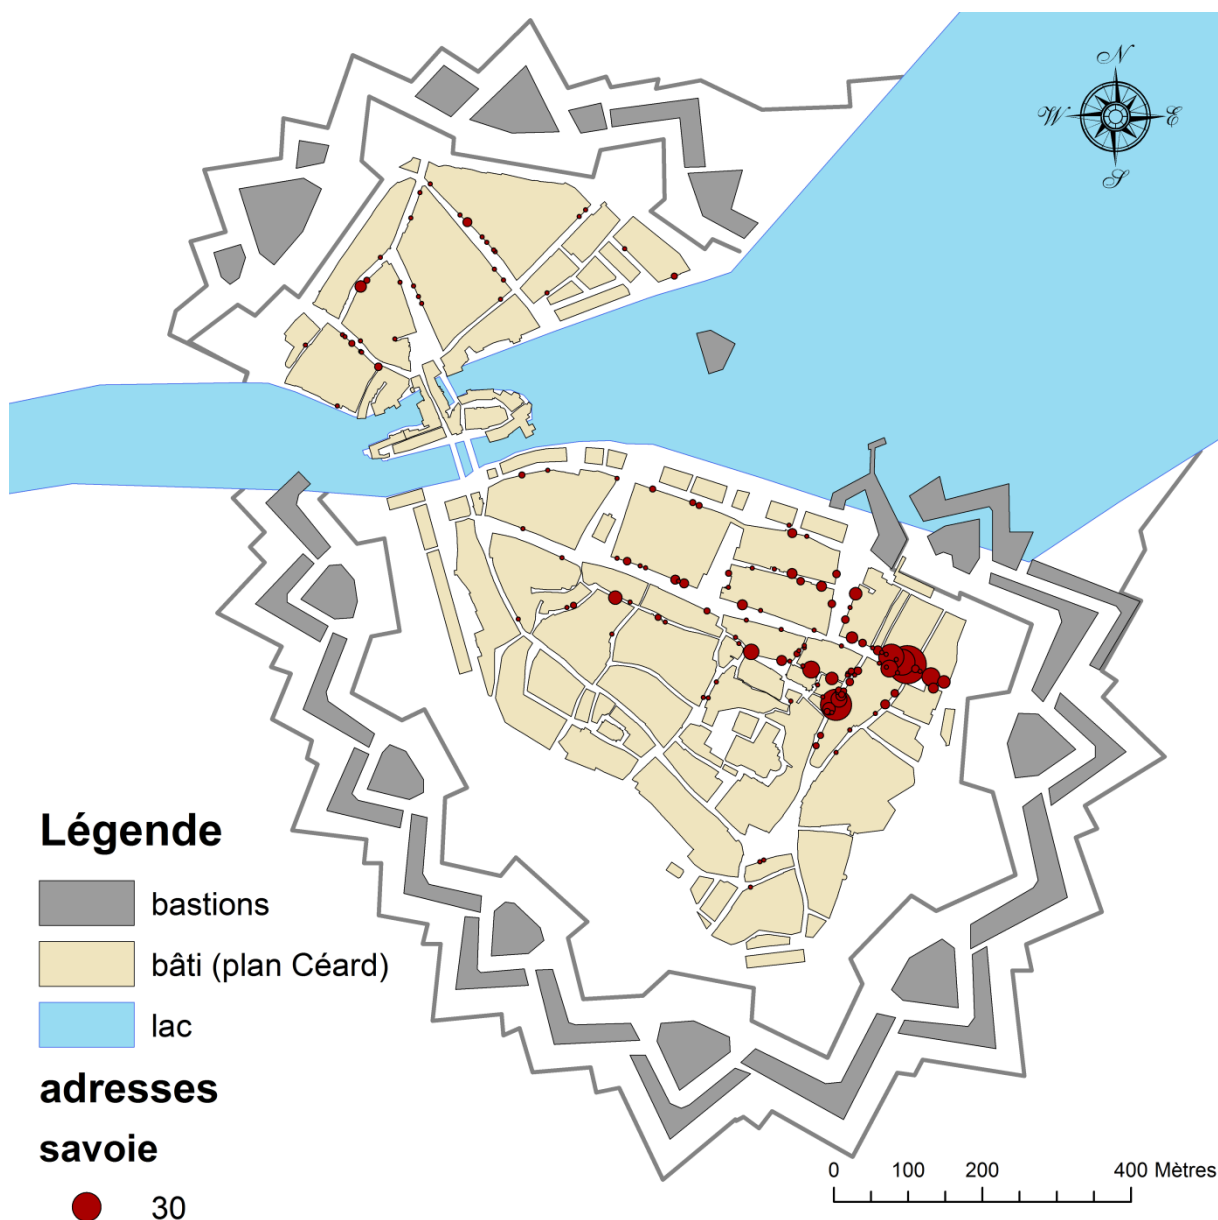 N
W E
S
Légende
bastions
bâti (plan Céard)
lac
adresses
savoie
30
0 100 200 400 Mètres